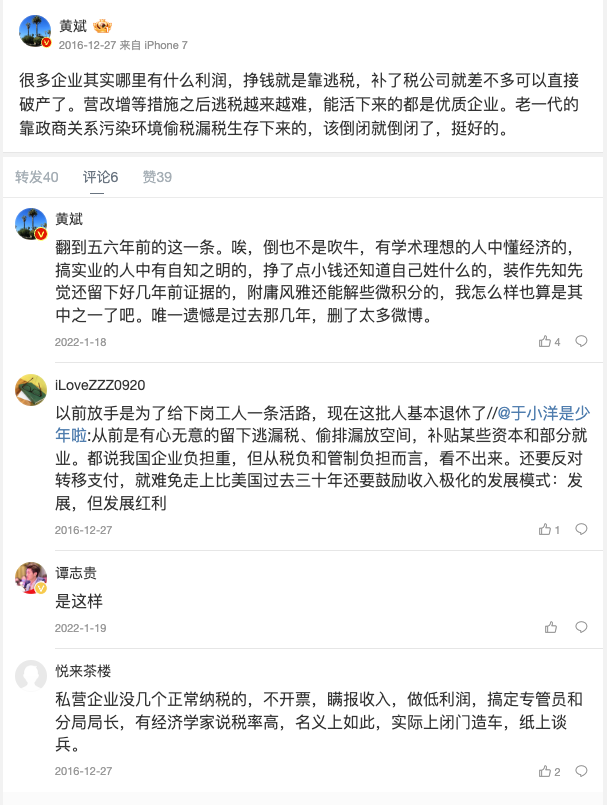 黄斌
2016-12-27 来自 iPhone 7
很多企业其实哪里有什么利润，挣钱就是靠逃税，补了税公司就差不多可以直接
破产了。营改增等措施之后逃税越来越难，能活下来的都是优质企业。老一代的
靠政商关系污染环境偷税漏税生存下来的，该倒闭就倒闭了，挺好的。
转发40 评论6 赞39
黄斌
翻到五六年前的这一条。唉，倒也不是吹牛，有学术理想的人中懂经济的，
搞实业的人中有自知之明的，挣了点小钱还知道自己姓什么的，装作先知先
觉还留下好几年前证据的，附庸风雅还能解些微积分的，我怎么样也算是其
中之一了吧。唯一遗憾是过去那几年，删了太多微博。
2022-1-18 4
iLoveZZZ0920
以前放手是为了给下岗工人一条活路，现在这批人基本退休了//@于小洋是少
年啦:从前是有心无意的留下逃漏税、偷排漏放空间，补贴某些资本和部分就
业。都说我国企业负担重，但从税负和管制负担而言，看不出来。还要反对
转移支付，就难免走上比美国过去三十年还要鼓励收入极化的发展模式：发
展，但发展红利
2016-12-27 1
谭志贵
是这样
2022-1-19
悦来茶楼
私营企业没几个正常纳税的，不开票，瞒报收入，做低利润，搞定专管员和
分局局长，有经济学家说税率高，名义上如此，实际上闭门造车，纸上谈
兵。
2016-12-27 2